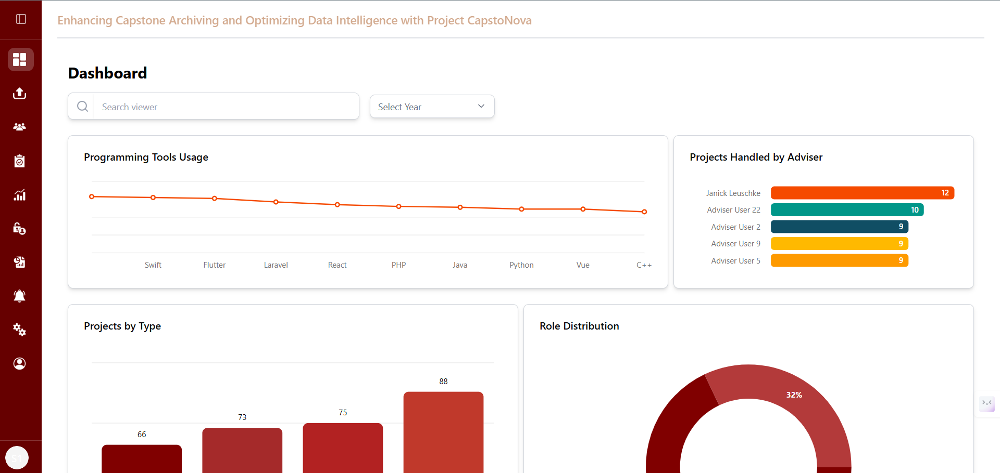 Enhancing Capstone Archiving and Optimizing Data Intelligence with Project CapstoNova
Dashboard
Search viewer
Select Year
Programming Tools Usage
Swift Flutter Laravel React PHP Java Python Vue C++
Projects Handled by Adviser
Janick Leuschke 12
Adviser User 22 10
Adviser User 2 9
Adviser User 9 9
Adviser User 5 9
Projects by Type
66 73 75 88
Role Distribution
32%
S1